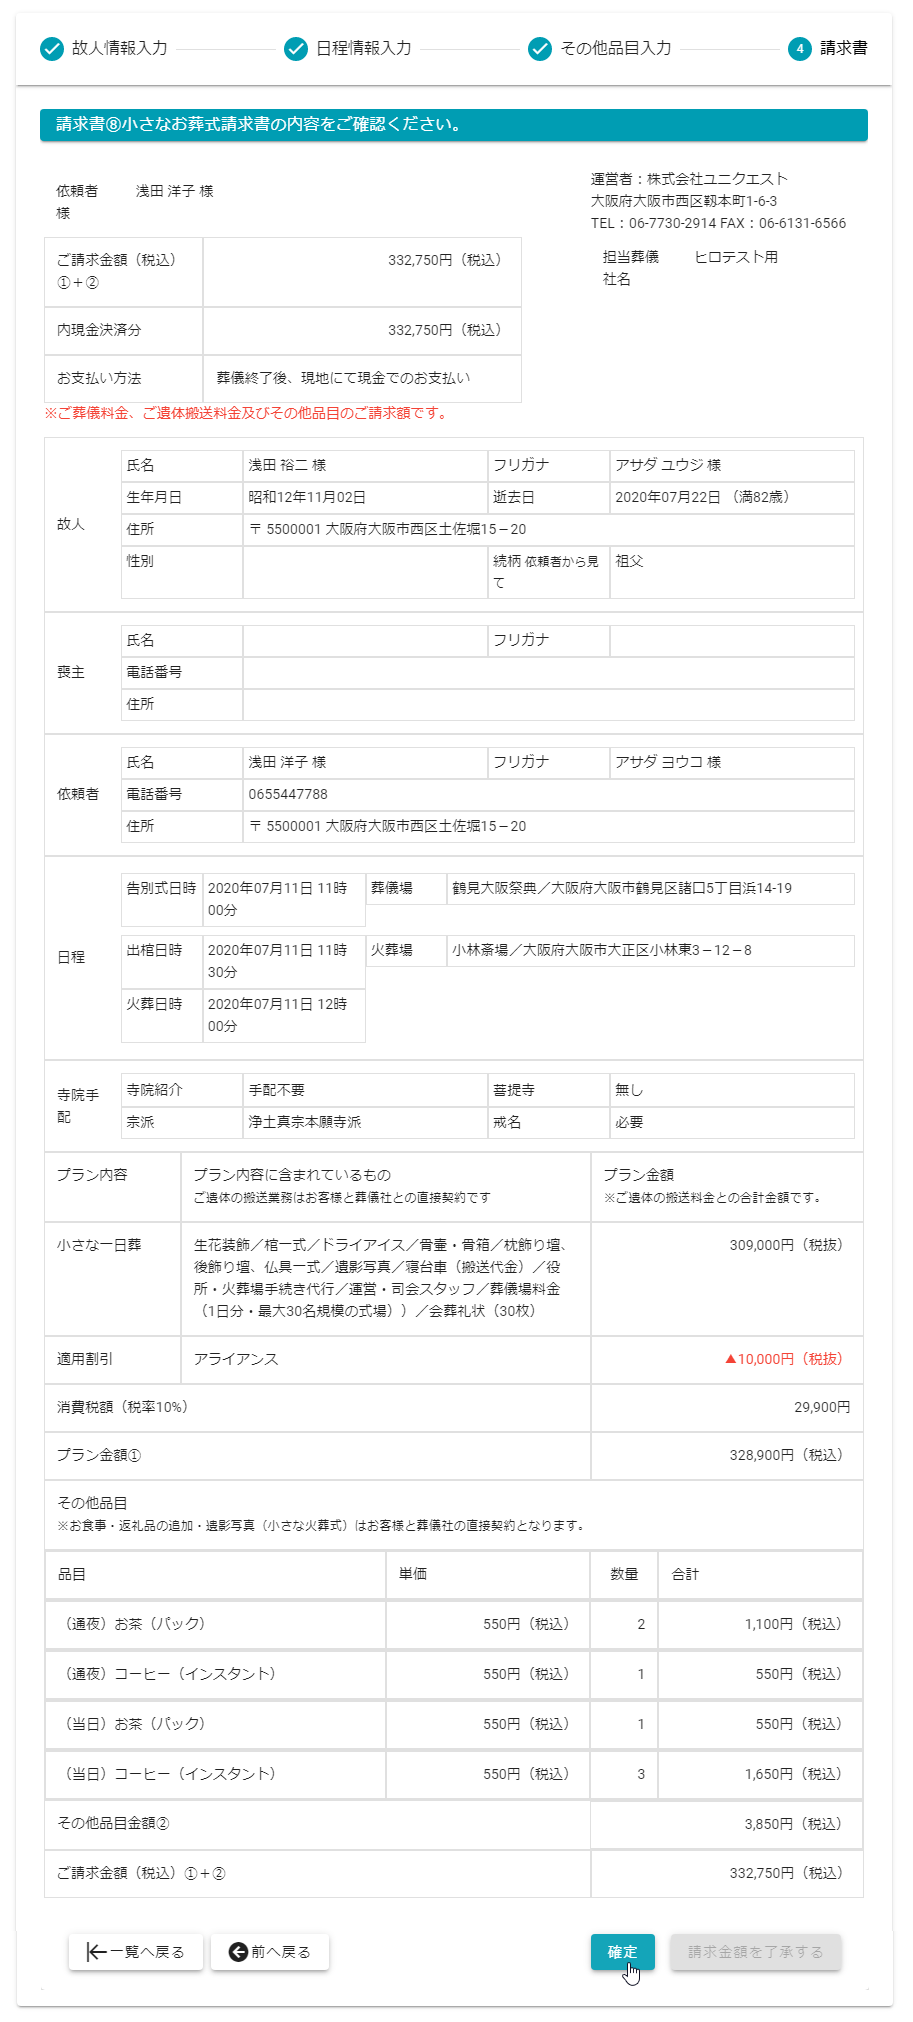 故人情報入力
日程情報入力
その他品目入力
4 請求書
請求書⑧小さなお葬式請求書の内容をご確認ください。
依頼者様 浅田 洋子 様
運営者：株式会社ユニクエスト
大阪府大阪市西区靱本町1-6-3
TEL：06-7730-2914 FAX：06-6131-6566
担当葬儀社名 ヒロテスト用
ご請求金額（税込）①＋② 332,750円（税込）
内現金決済分 332,750円（税込）
お支払い方法 葬儀終了後、現地にて現金でのお支払い
※ご葬儀料金、ご遺体搬送料金及びその他品目のご請求額です。
故人
氏名 浅田 裕二 様 フリガナ アサダ ユウジ 様
生年月日 昭和12年11月02日 逝去日 2020年07月22日 （満82歳）
住所 〒 5500001 大阪府大阪市西区土佐堀15－20
性別 続柄 依頼者から見て 祖父
喪主
氏名 フリガナ
電話番号
住所
依頼者
氏名 浅田 洋子 様 フリガナ アサダ ヨウコ 様
電話番号 0655447788
住所 〒 5500001 大阪府大阪市西区土佐堀15－20
日程
告別式日時 2020年07月11日 11時00分 葬儀場 鶴見大阪祭典／大阪府大阪市鶴見区諸口5丁目浜14-19
出棺日時 2020年07月11日 11時30分 火葬場 小林斎場／大阪府大阪市大正区小林東3－12－8
火葬日時 2020年07月11日 12時00分
寺院手配
寺院紹介 手配不要 菩提寺 無し
宗派 浄土真宗本願寺派 戒名 必要
プラン内容 プラン内容に含まれているもの プラン金額
ご遺体の搬送業務はお客様と葬儀社との直接契約です ※ご遺体の搬送料金との合計金額です。
小さな一日葬 生花装飾／棺一式／ドライアイス／骨壷・骨箱／枕飾り壇、 309,000円（税抜）
後飾り壇、仏具一式／遺影写真／寝台車（搬送代金）／役
所・火葬場手続き代行／運営・司会スタッフ／葬儀場料金
（1日分・最大30名規模の式場））／会葬礼状（30枚）
適用割引 アライアンス ▲10,000円（税抜）
消費税額（税率10%） 29,900円
プラン金額① 328,900円（税込）
その他品目
※お食事・返礼品の追加・遺影写真（小さな火葬式）はお客様と葬儀社の直接契約となります。
品目 単価 数量 合計
（通夜）お茶（パック） 550円（税込） 2 1,100円（税込）
（通夜）コーヒー（インスタント） 550円（税込） 1 550円（税込）
（当日）お茶（パック） 550円（税込） 1 550円（税込）
（当日）コーヒー（インスタント） 550円（税込） 3 1,650円（税込）
その他品目金額② 3,850円（税込）
ご請求金額（税込）①＋② 332,750円（税込）
一覧へ戻る
前へ戻る
確定
請求金額を了承する